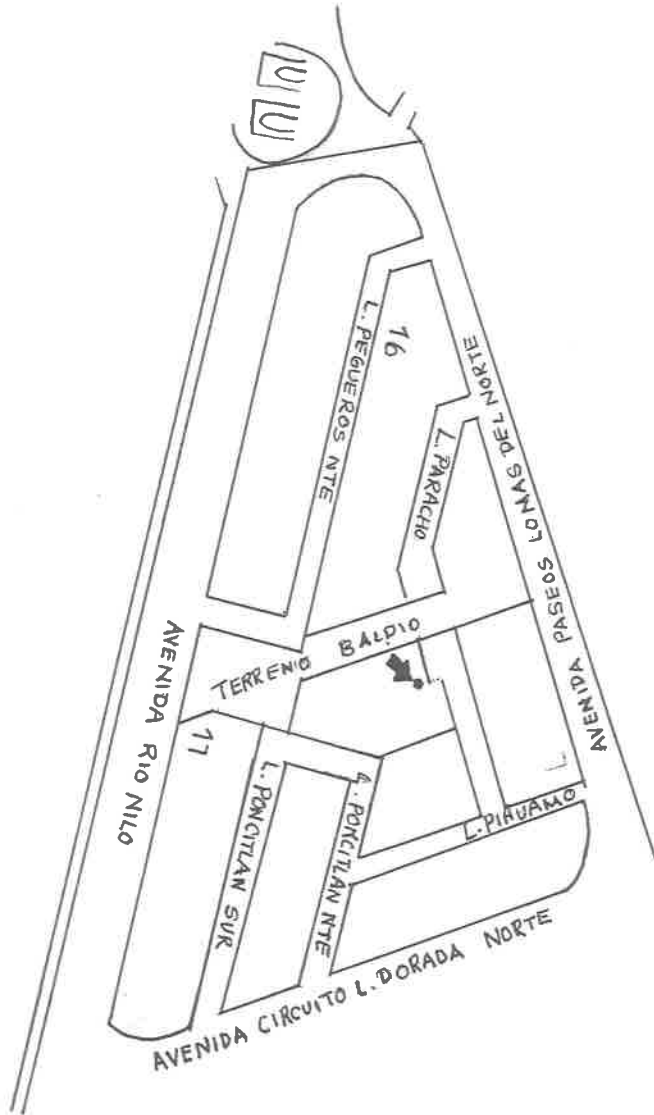 16
L. PEGUEROS NTE
L. PARACHO
AVENIDA PASEOS LOMAS DEL NORTE
TERRENO BALDIO
AVENIDA RIO NILO
17
L. PONCITLAN SUR
L. PONCITLAN NTE
L. PIHUAMO
AVENIDA CIRCUITO L. DORADA NORTE